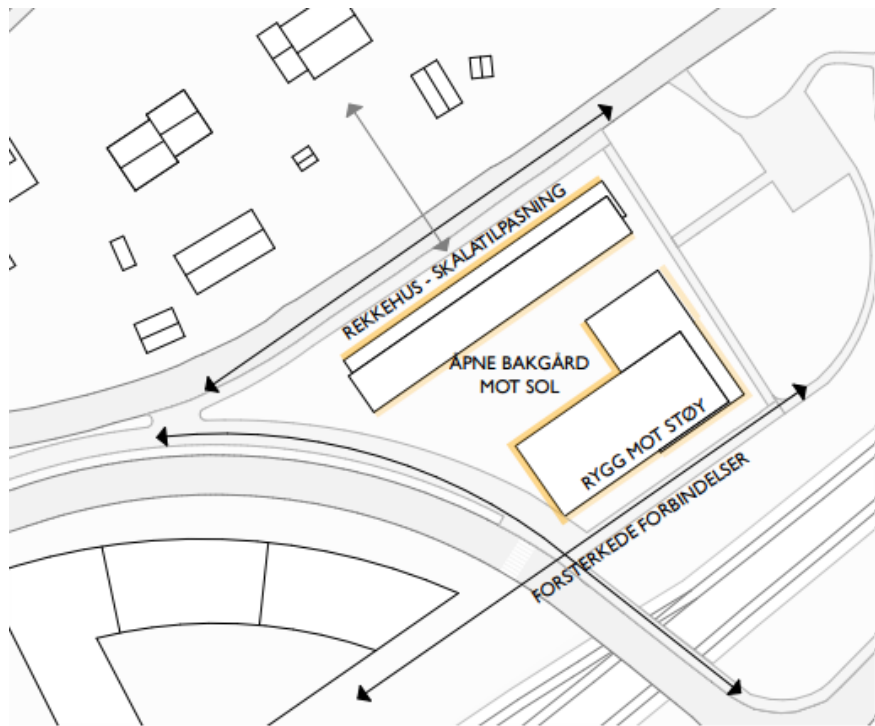 REKKEHUS - SKALATILPASNING
ÅPNE BAKGÅRD
MOT SOL
RYGG MOT STØY
FORSTERKEDE FORBINDELSER